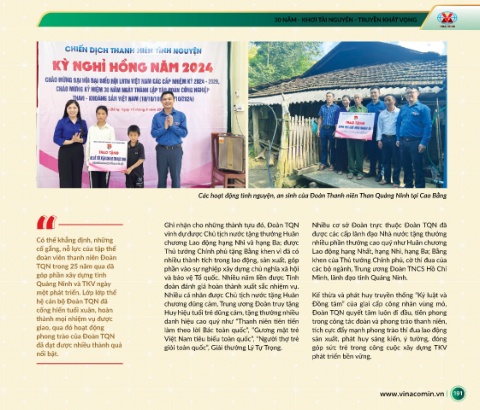 30 NĂM - KHƠI TÀI NGUYÊN - TRUYỀN KHÁT VỌNG
CHIẾN DỊCH THANH NIÊN TÌNH NGUYỆN
KỲ NGHỈ HỒNG NĂM 2024
CHÀO MỪNG ĐẠI HỘI ĐẠI BIỂU HỘI LHTN VIỆT NAM CÁC CẤP NHIỆM KỲ 2024 - 2029,
CHÀO MỪNG KỶ NIỆM 30 NĂM NGÀY THÀNH LẬP TẬP ĐOÀN CÔNG NGHIỆP
THAN - KHOÁNG SẢN VIỆT NAM
Các hoạt động tình nguyện, an sinh của Đoàn Thanh niên Than Quảng Ninh tại Cao Bằng
Có thể khẳng định, những
cố gắng, nỗ lực của tập thể
đoàn viên thanh niên Đoàn
TQN trong 25 năm qua đã
góp phần xây dựng tỉnh
Quảng Ninh và TKV ngày
một phát triển. Lớp lớp thế
hệ cán bộ Đoàn TQN đã
cống hiến tuổi xuân, hoàn
thành mọi nhiệm vụ được
giao, qua đó hoạt động
phong trào của Đoàn TQN
đã đạt được nhiều thành quả
nổi bật.
Ghi nhận cho những thành tựu đó, Đoàn TQN
vinh dự được Chủ tịch nước tặng thưởng Huân
chương Lao động hạng Nhì và hạng Ba; được
Thủ tướng Chính phủ tặng Bằng khen vì đã có
nhiều thành tích trong lao động, sản xuất, góp
phần vào sự nghiệp xây dựng chủ nghĩa xã hội
và bảo vệ Tổ quốc. Nhiều năm liền được Tỉnh
đoàn đánh giá hoàn thành xuất sắc nhiệm vụ.
Nhiều cá nhân được Chủ tịch nước tặng Huân
chương dũng cảm, Trung ương Đoàn truy tặng
Huy hiệu tuổi trẻ dũng cảm, tặng thưởng nhiều
danh hiệu cao quý như "Thanh niên tiên tiến
làm theo lời Bác toàn quốc", "Gương mặt trẻ
Việt Nam tiêu biểu toàn quốc", "Người thợ trẻ
giỏi toàn quốc", Giải thưởng Lý Tự Trọng.
Nhiều cơ sở Đoàn trực thuộc Đoàn TQN đã
được các cấp lãnh đạo Nhà nước tặng thưởng
nhiều phần thưởng cao quý như Huân chương
Lao động hạng Nhất, hạng Nhì, hạng Ba; Bằng
khen của Thủ tướng Chính phủ, cờ thi đua của
các bộ ngành, Trung ương Đoàn TNCS Hồ Chí
Minh, lãnh đạo tỉnh Quảng Ninh.
Kế thừa và phát huy truyền thống "Kỷ luật và
Đồng tâm" của giai cấp công nhân vùng mỏ,
Đoàn TQN quyết tâm luôn đi đầu, tiên phong
trong công tác đoàn và phong trào thanh niên,
tích cực đẩy mạnh phong trào thi đua lao động
sản xuất, phát huy sáng kiến, ý tưởng, đóng
góp sức trẻ trong công cuộc xây dựng TKV
phát triển bền vững.
www.vinacomin.vn
191